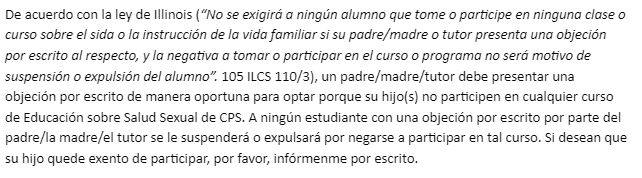 De acuerdo con la ley de Illinois (“No se exigirá a ningún alumno que tome o participe en ninguna clase o
curso sobre el sida o la instrucción de la vida familiar si su padre/madre o tutor presenta una objeción
por escrito al respecto, y la negativa a tomar o participar en el curso o programa no será motivo de
suspensión o expulsión del alumno”. 105 ILCS 110/3), un padre/madre/tutor debe presentar una
objeción por escrito de manera oportuna para optar porque su hijo(s) no participen en cualquier curso
de Educación sobre Salud Sexual de CPS. A ningún estudiante con una objeción por escrito por parte del
padre/la madre/el tutor se le suspenderá o expulsará por negarse a participar en tal curso. Si desean que
su hijo quede exento de participar, por favor, infórmenme por escrito.